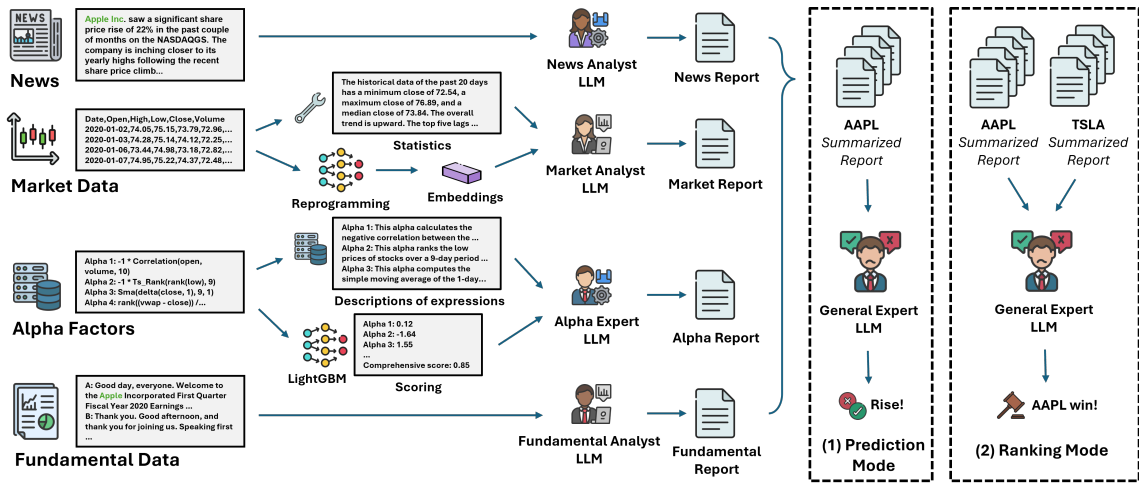 NEWS
Apple Inc. saw a significant share
price rise of 22% in the past couple
of months on the NASDAQGS. The
company is inching closer to its
yearly highs following the recent
share price climb...
News
Date,Open,High,Low,Close,Volume
2020-01-02,74.05,75.15,73.79,72.96,...
2020-01-03,74.28,75.14,74.12,72.25,...
2020-01-06,73.44,74.98,73.18,72.82,...
2020-01-07,74.95,75.22,74.37,72.48,...
Market Data
The historical data of the past 20 days
has a minimum close of 72.54, a
maximum close of 76.89, and a
median close of 73.84. The overall
trend is upward. The top five lags ...
Statistics
Reprogramming
Embeddings
Alpha 1: -1 * Correlation(open,
volume, 10)
Alpha 2: -1 * Ts_Rank(rank(low), 9)
Alpha 3: Sma(delta(close, 1), 9, 1)
Alpha 4: rank((vwap - close)) /...
Alpha Factors
Alpha 1: This alpha calculates the
negative correlation between the ...
Alpha 2: This alpha ranks the low
prices of stocks over a 9-day period ...
Alpha 3: This alpha computes the
simple moving average of the 1-day...
Descriptions of expressions
LightGBM
Alpha 1: 0.12
Alpha 2: -1.64
Alpha 3: 1.55
...
Comprehensive score: 0.85
Scoring
A: Good day, everyone. Welcome to
the Apple Incorporated First Quarter
Fiscal Year 2020 Earnings ...
B: Thank you. Good afternoon, and
thank you for joining us. Speaking first
...
Fundamental Data
News Analyst
LLM
News Report
Market Analyst
LLM
Market Report
Alpha Expert
LLM
Alpha Report
Fundamental Analyst
LLM
Fundamental
Report
AAPL
Summarized
Report
General Expert
LLM
Rise!
(1) Prediction
Mode
AAPL
Summarized
Report
TSLA
Summarized
Report
General Expert
LLM
AAPL win!
(2) Ranking Mode